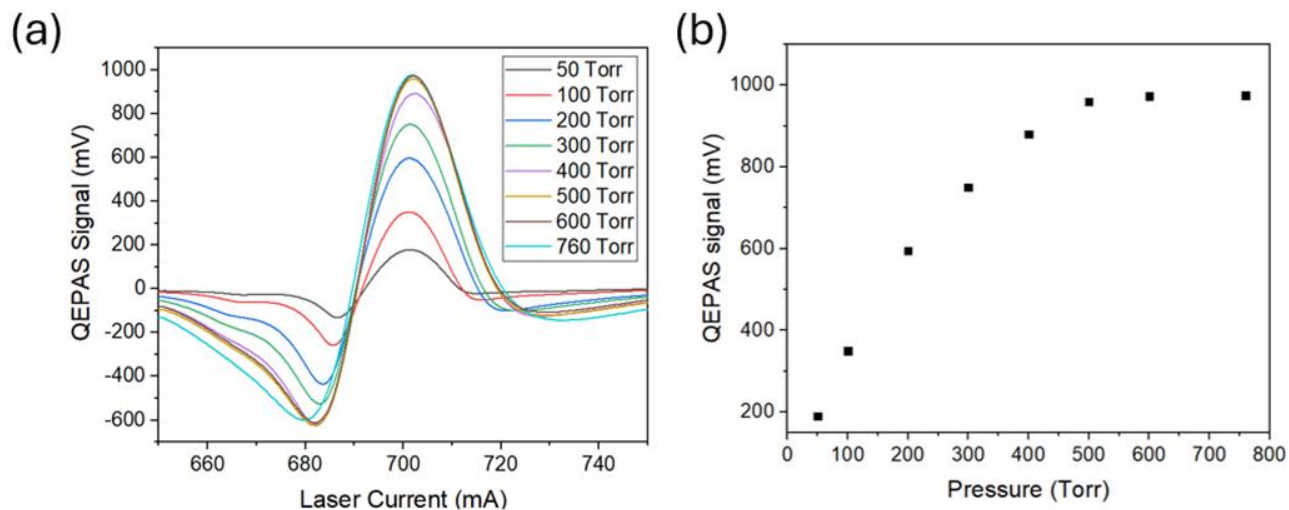 (a)
QEPAS Signal (mV)
1000
800
600
400
200
0
-200
-400
-600
50 Torr
100 Torr
200 Torr
300 Torr
400 Torr
500 Torr
600 Torr
760 Torr
660 680 700 720 740
Laser Current (mA)
(b)
QEPAS signal (mV)
1000
800
600
400
200
0 100 200 300 400 500 600 700 800
Pressure (Torr)